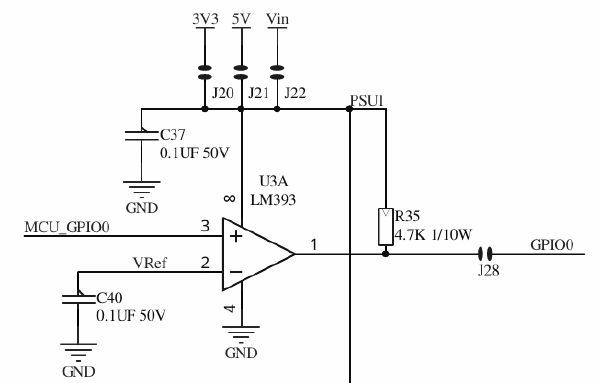 3V3 5V Vin
J20 J21 J22
PSU1
C37
0.1UF 50V
GND
8
U3A
LM393
R35
4.7K 1/10W
MCU_GPIO0
3
+
1
GPIO0
J28
VRef
2
−
C40
0.1UF 50V
4
GND
GND